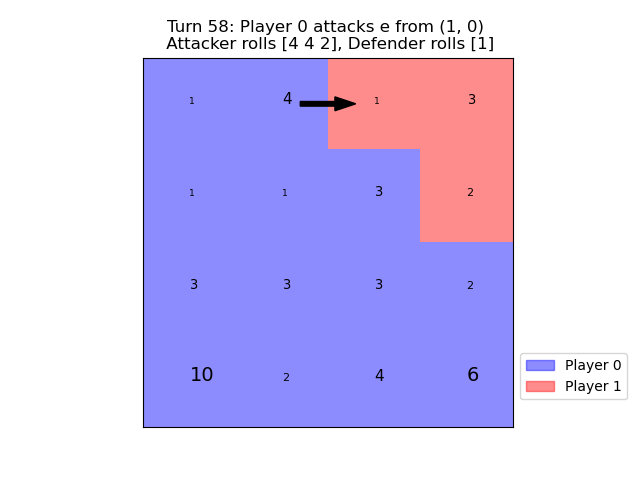 Turn 58: Player 0 attacks e from (1, 0)
Attacker rolls [4 4 2], Defender rolls [1]
1 4 1 3
1 1 3 2
3 3 3 2
10 2 4 6
Player 0
Player 1